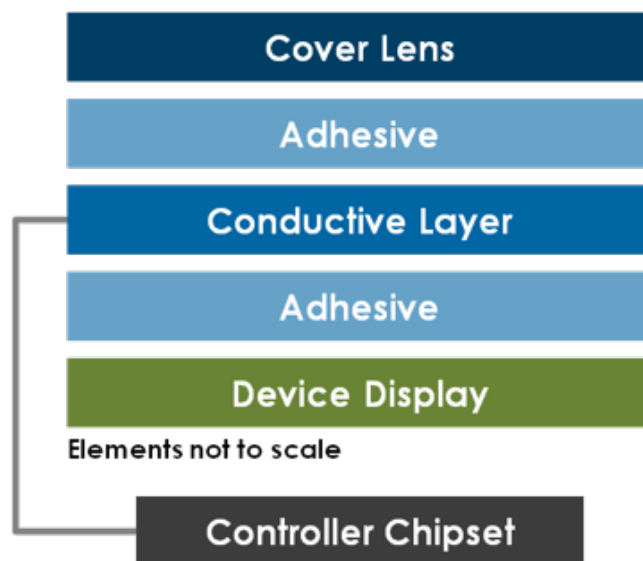 Cover Lens
Adhesive
Conductive Layer
Adhesive
Device Display
Elements not to scale
Controller Chipset